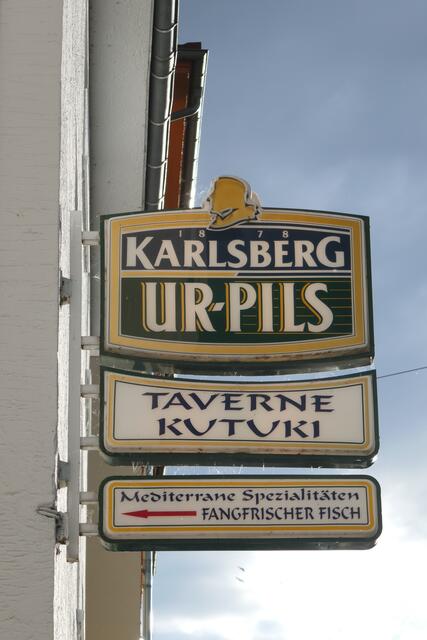 1878
KARLSBERG
UR-PILS
TAVERNE
KUTUKI
Mediterrane Spezialitäten
FANGFRISCHER FISCH